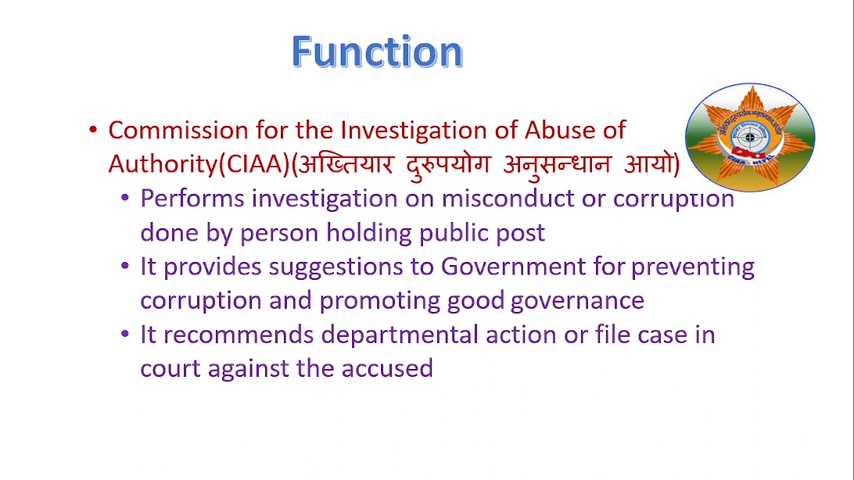 Function
• Commission for the Investigation of Abuse of
Authority(CIAA)(अख्तियार दुरुपयोग अनुसन्धान आयो)
• Performs investigation on misconduct or corruption
done by person holding public post
• It provides suggestions to Government for preventing
corruption and promoting good governance
• It recommends departmental action or file case in
court against the accused